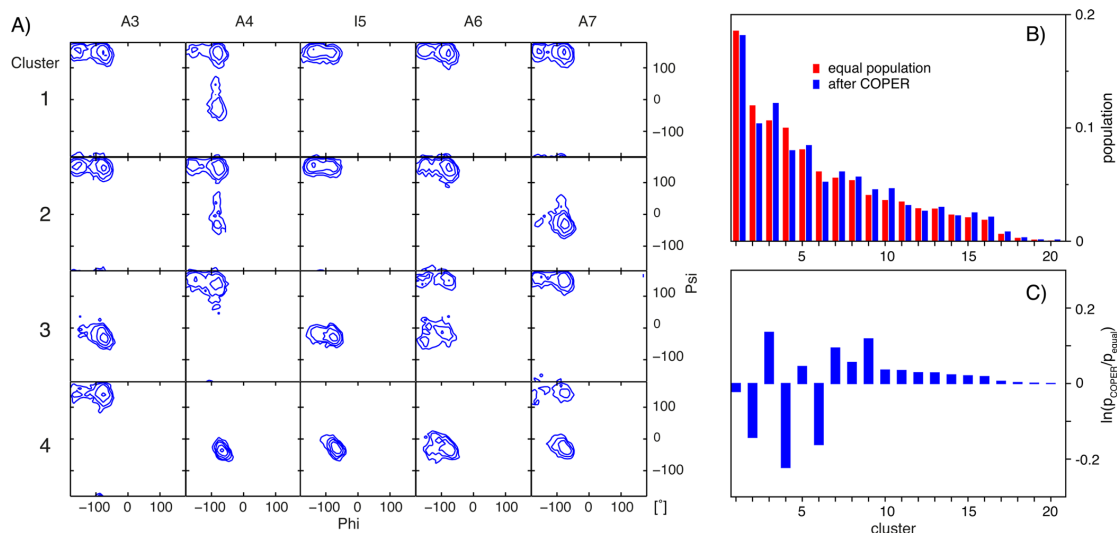 A)
A3 A4 I5 A6 A7
Cluster
1
2
3
4
100
0
−100
100
0
−100
100
0
−100
100
0
−100
Psi
−100 0 100 −100 0 100 −100 0 100 −100 0 100 −100 0 100 [°]
Phi
B)
equal population
after COPER
0.2
0.1
0
population
5 10 15 20
C)
0.2
0
-0.2
ln(pCOPER/pequal)
5 10 15 20
cluster